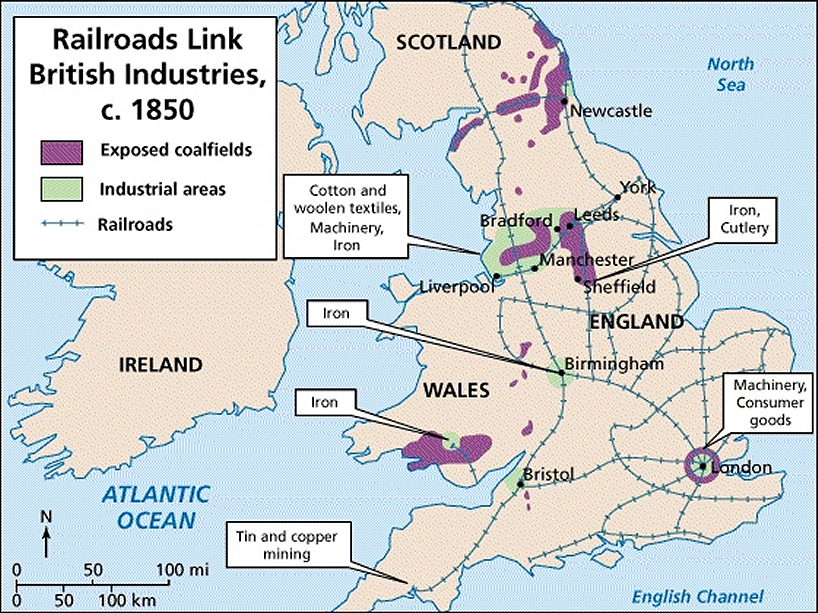 Railroads Link
British Industries,
c. 1850
Exposed coalfields
Industrial areas
Railroads
SCOTLAND
North
Sea
Newcastle
York
Cotton and
woolen textiles,
Machinery,
Iron
Bradford
Leeds
Iron,
Cutlery
Manchester
Liverpool
Sheffield
Iron
ENGLAND
IRELAND
Birmingham
WALES
Machinery,
Consumer
goods
Iron
London
Bristol
ATLANTIC
OCEAN
Tin and copper
mining
N
0 50 100 mi
0 50 100 km
English Channel